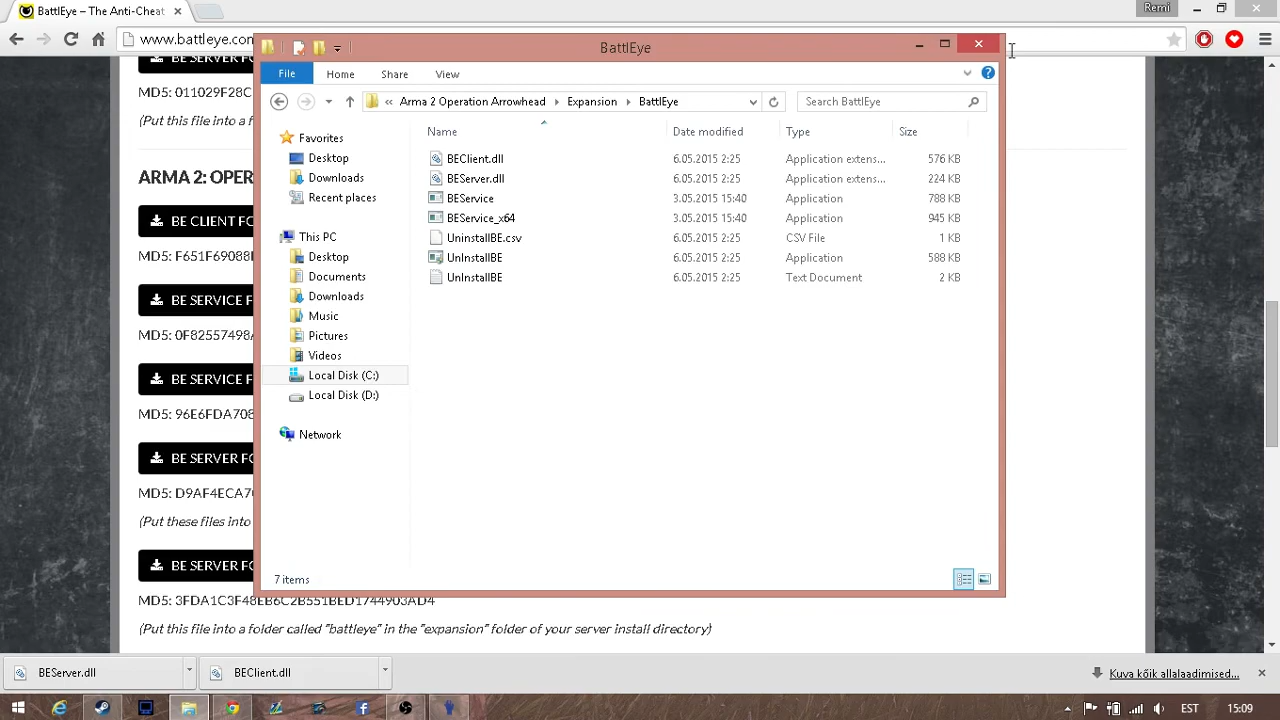 BattlEye – The Anti-Cheat
Remi
www.battleye.con
BattlEye
File Home Share View
Arma 2 Operation Arrowhead Expansion BattlEye
Search BattlEye
Name Date modified Type Size
Favorites
Desktop
Downloads
Recent places
This PC
Desktop
Documents
Downloads
Music
Pictures
Videos
Local Disk (C:)
Local Disk (D:)
Network
BEClient.dll 6.05.2015 2:25 Application extens... 576 KB
BEServer.dll 6.05.2015 2:25 Application extens... 224 KB
BEService 3.05.2015 15:40 Application 788 KB
BEService_x64 3.05.2015 15:40 Application 945 KB
UninstallBE.csv 6.05.2015 2:25 CSV File 1 KB
UnInstallBE 6.05.2015 2:25 Application 588 KB
UnInstallBE 6.05.2015 2:25 Text Document 2 KB
7 items
MD5: 011029F28C
(Put this file into a f
ARMA 2: OPER
BE CLIENT FO
MD5: F651F69088
BE SERVICE F
MD5: 0F82557498
BE SERVICE F
MD5: 96E6FDA708
BE SERVER FO
MD5: D9AF4ECA7
(Put these files into
BE SERVER FO
MD5: 3FDA1C3F48EB6C2B551BED1744903AD4
(Put this file into a folder called "battleye" in the "expansion" folder of your server install directory)
BEServer.dll
BEClient.dll
Kuva kõik allalaadimised...
EST 15:09